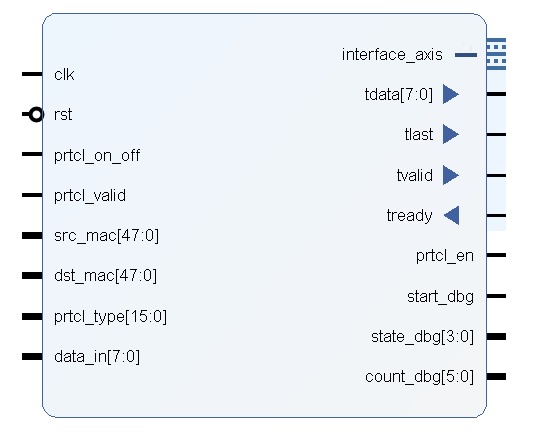 clk
rst
prtcl_on_off
prtcl_valid
src_mac[47:0]
dst_mac[47:0]
prtcl_type[15:0]
data_in[7:0]
interface_axis
tdata[7:0]
tlast
tvalid
tready
prtcl_en
start_dbg
state_dbg[3:0]
count_dbg[5:0]